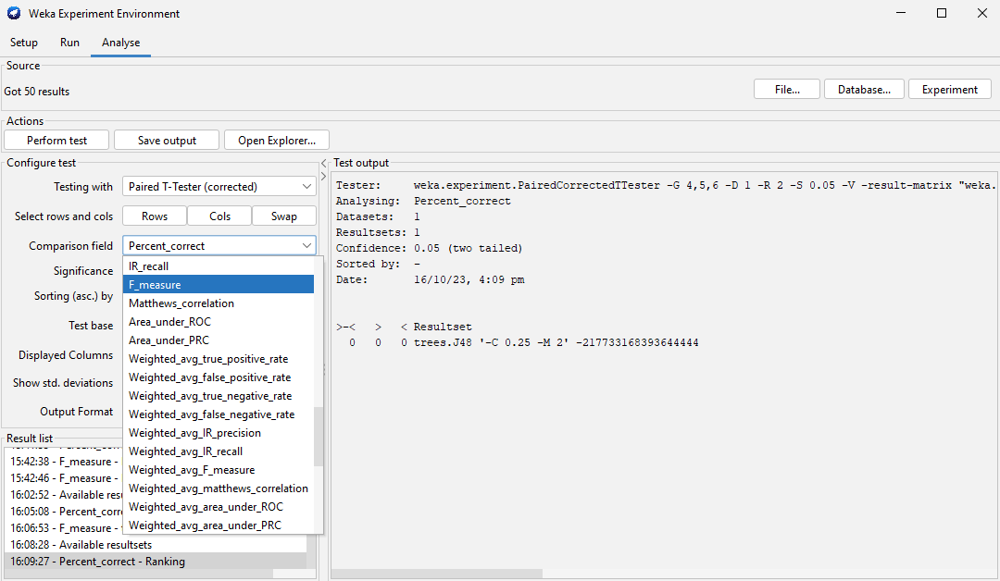 Weka Experiment Environment
Setup Run Analyse
Source
Got 50 results
File... Database... Experiment
Actions
Perform test Save output Open Explorer...
Configure test
Testing with Paired T-Tester (corrected)
Select rows and cols Rows Cols Swap
Comparison field Percent_correct
Significance
Sorting (asc.) by
Test base
Displayed Columns
Show std. deviations
Output Format
IR_recall
F_measure
Matthews_correlation
Area_under_ROC
Area_under_PRC
Weighted_avg_true_positive_rate
Weighted_avg_false_positive_rate
Weighted_avg_true_negative_rate
Weighted_avg_false_negative_rate
Weighted_avg_IR_precision
Weighted_avg_IR_recall
Weighted_avg_F_measure
Weighted_avg_matthews_correlation
Weighted_avg_area_under_ROC
Weighted_avg_area_under_PRC
Result list
15:42:38 - F_measure -
15:42:46 - F_measure -
16:02:52 - Available resu
16:05:08 - Percent_corre
16:06:53 - F_measure -
16:08:28 - Available resultsets
16:09:27 - Percent_correct - Ranking
Test output
Tester: weka.experiment.PairedCorrectedTTester -G 4,5,6 -D 1 -R 2 -S 0.05 -V -result-matrix "weka.
Analysing: Percent_correct
Datasets: 1
Resultsets: 1
Confidence: 0.05 (two tailed)
Sorted by: -
Date: 16/10/23, 4:09 pm
>-< > < Resultset
0 0 0 trees.J48 '-C 0.25 -M 2' -217733168393644444